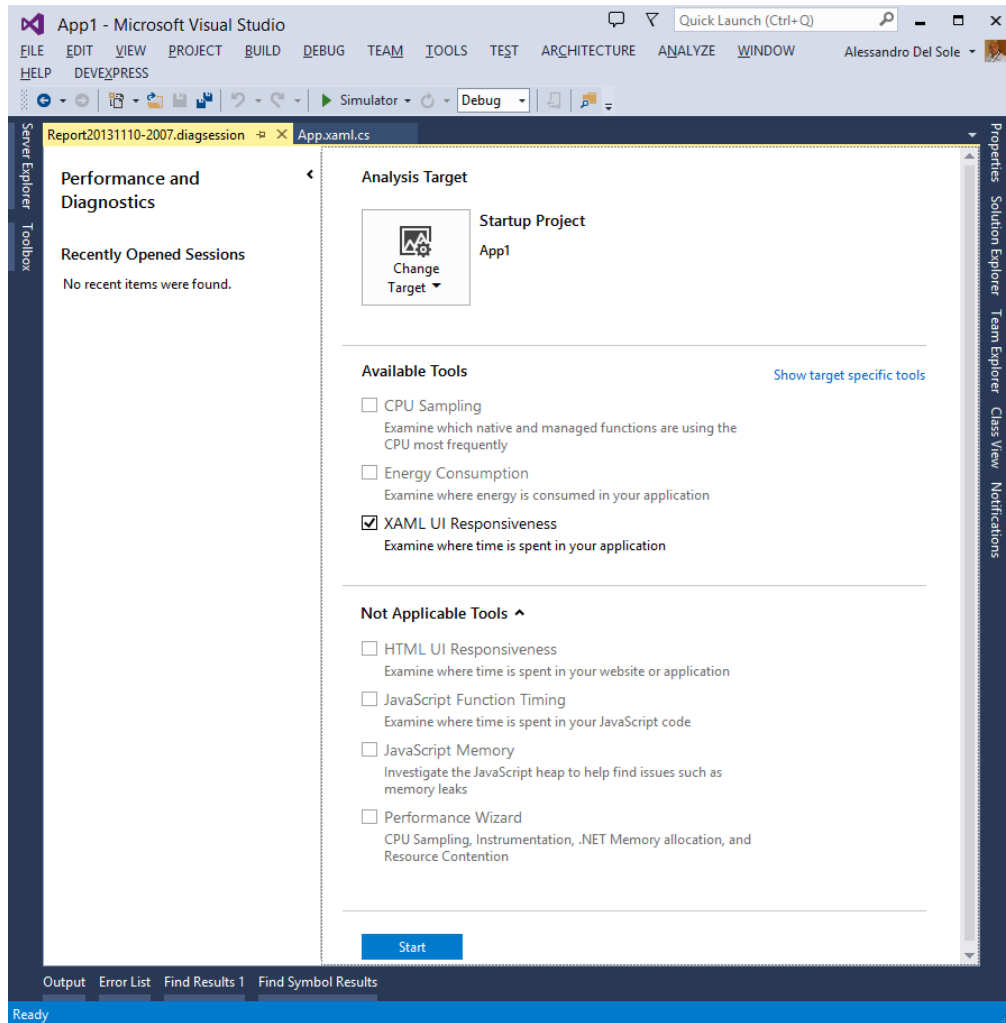 App1 - Microsoft Visual Studio
Quick Launch (Ctrl+Q)
FILE EDIT VIEW PROJECT BUILD DEBUG TEAM TOOLS TEST ARCHITECTURE ANALYZE WINDOW Alessandro Del Sole
HELP DEVEXPRESS
Simulator Debug
Server Explorer
Toolbox
Report20131110-2007.diagsession App.xaml.cs
Performance and
Diagnostics
Recently Opened Sessions
No recent items were found.
Analysis Target
Change
Target
Startup Project
App1
Available Tools
Show target specific tools
CPU Sampling
Examine which native and managed functions are using the
CPU most frequently
Energy Consumption
Examine where energy is consumed in your application
XAML UI Responsiveness
Examine where time is spent in your application
Not Applicable Tools
HTML UI Responsiveness
Examine where time is spent in your website or application
JavaScript Function Timing
Examine where time is spent in your JavaScript code
JavaScript Memory
Investigate the JavaScript heap to help find issues such as
memory leaks
Performance Wizard
CPU Sampling, Instrumentation, .NET Memory allocation, and
Resource Contention
Start
Properties
Solution Explorer
Team Explorer
Class View
Notifications
Output Error List Find Results 1 Find Symbol Results
Ready